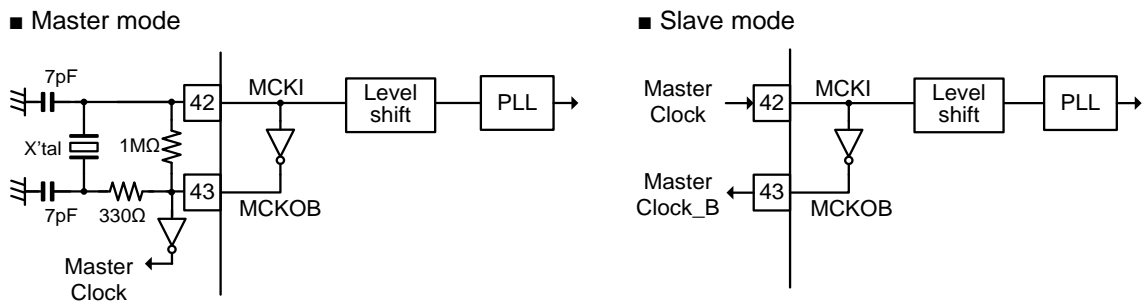 ■ Master mode
7pF
42
MCKI
Level
shift
PLL
X'tal
1MΩ
43
7pF
330Ω
MCKOB
Master
Clock
■ Slave mode
Master
Clock
42
MCKI
Level
shift
PLL
Master
Clock_B
43
MCKOB